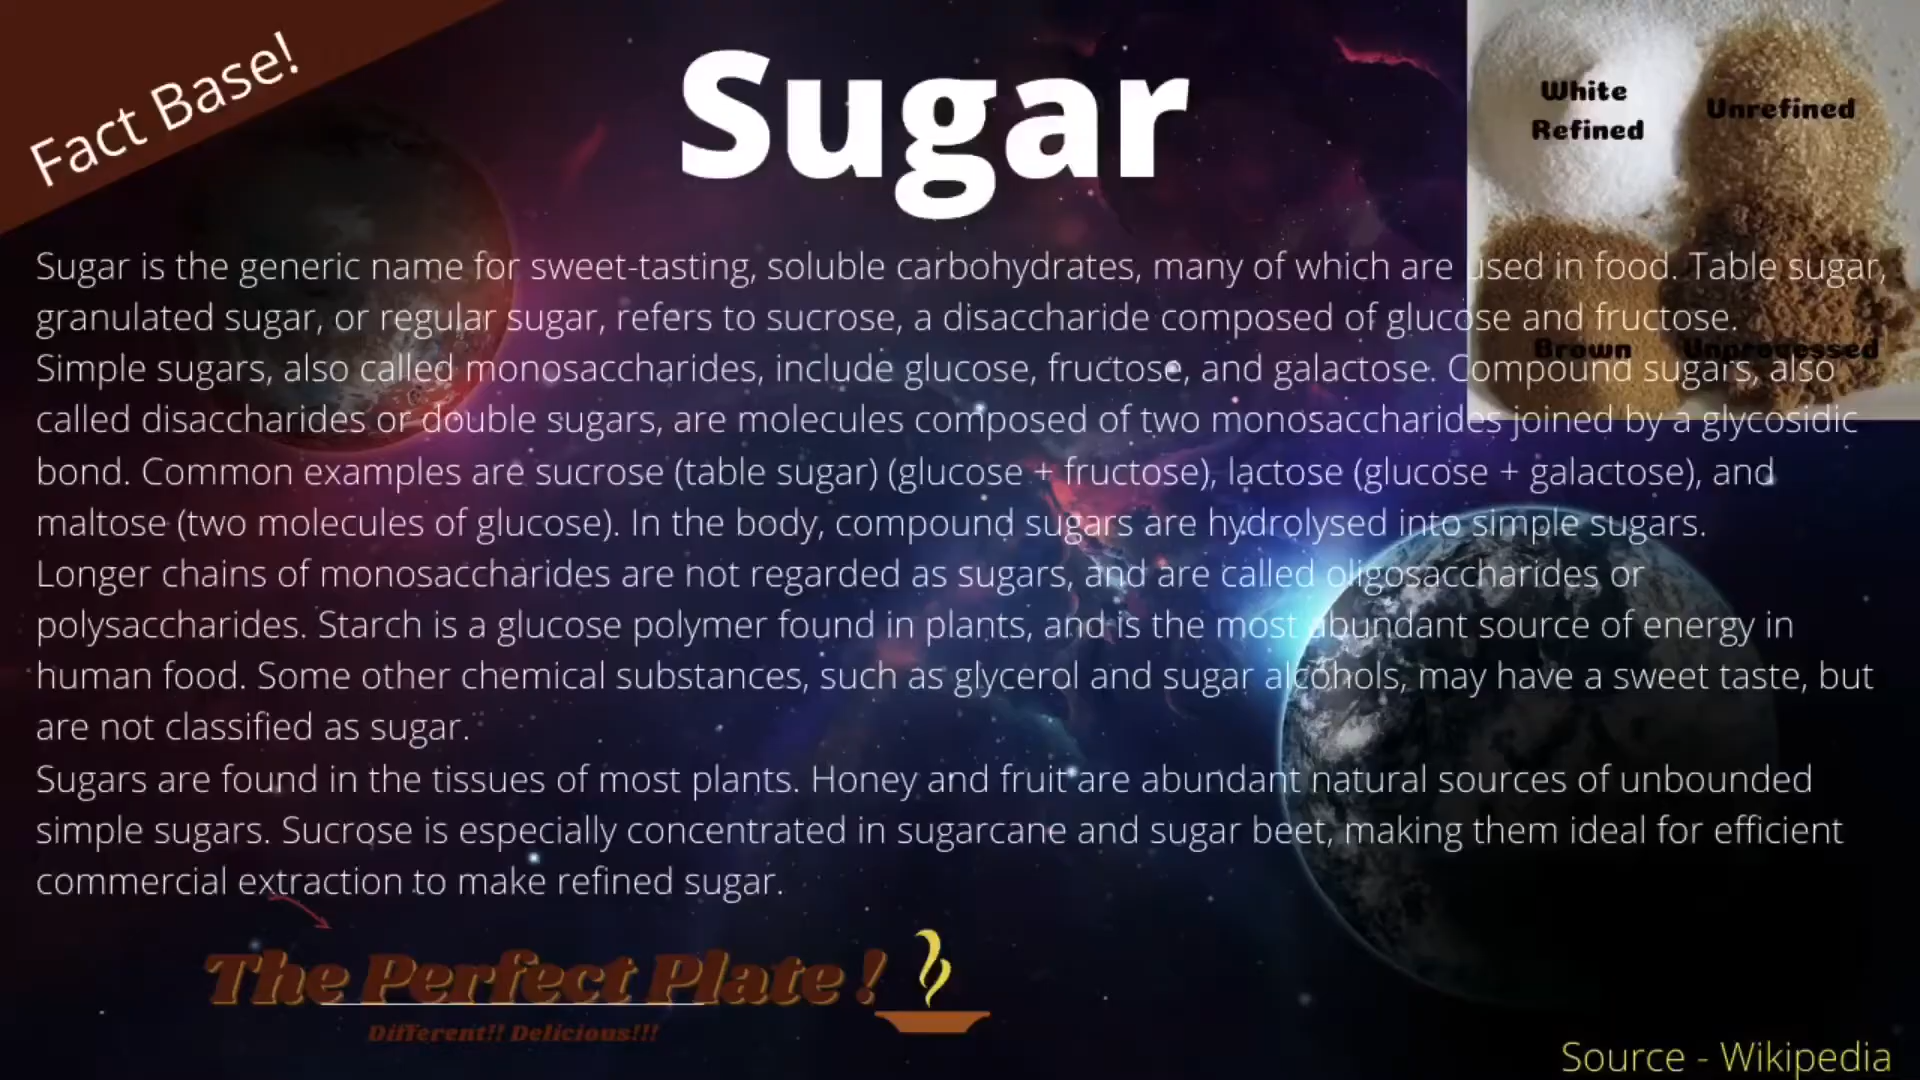 Fact Base!
Sugar
White
Refined
Unrefined
Brown
Unprocessed
Sugar is the generic name for sweet-tasting, soluble carbohydrates, many of which are used in food. Table sugar,
granulated sugar, or regular sugar, refers to sucrose, a disaccharide composed of glucose and fructose.
Simple sugars, also called monosaccharides, include glucose, fructose, and galactose. Compound sugars, also
called disaccharides or double sugars, are molecules composed of two monosaccharides joined by a glycosidic
bond. Common examples are sucrose (table sugar) (glucose + fructose), lactose (glucose + galactose), and
maltose (two molecules of glucose). In the body, compound sugars are hydrolysed into simple sugars.
Longer chains of monosaccharides are not regarded as sugars, and are called oligosaccharides or
polysaccharides. Starch is a glucose polymer found in plants, and is the most abundant source of energy in
human food. Some other chemical substances, such as glycerol and sugar alcohols, may have a sweet taste, but
are not classified as sugar.
Sugars are found in the tissues of most plants. Honey and fruit are abundant natural sources of unbounded
simple sugars. Sucrose is especially concentrated in sugarcane and sugar beet, making them ideal for efficient
commercial extraction to make refined sugar.
The Perfect Plate !
Different!! Delicious!!!
Source - Wikipedia